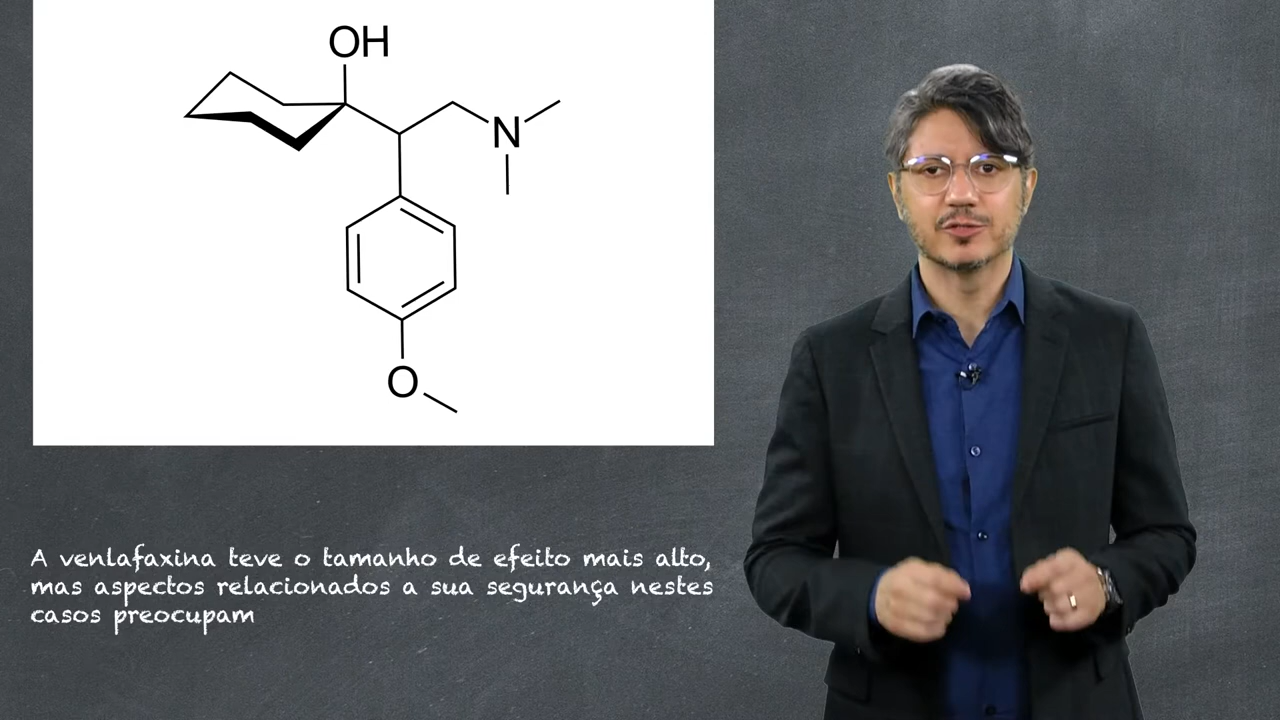 OH
N
O
A venlafaxina teve o tamanho de efeito mais alto,
mas aspectos relacionados a sua segurança nestes
casos preocupam